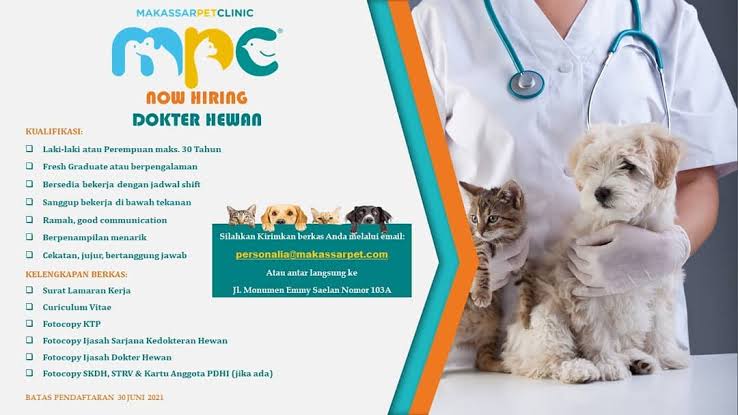 MAKASSARPETCLINIC
mpc®
NOW HIRING
DOKTER HEWAN
KUALIFIKASI:
Laki-laki atau Perempuan maks. 30 Tahun
Fresh Graduate atau berpengalaman
Bersedia bekerja dengan jadwal shift
Sanggup bekerja di bawah tekanan
Ramah, good communication
Berpenampilan menarik
Cekatan, jujur, bertanggung jawab
KELENGKAPAN BERKAS:
Surat Lamaran Kerja
Curiculum Vitae
Fotocopy KTP
Fotocopy Ijasah Sarjana Kedokteran Hewan
Fotocopy Ijasah Dokter Hewan
Fotocopy SKDH, STRV & Kartu Anggota PDHI (jika ada)
BATAS PENDAFTARAN 30 JUNI 2021
Silahkan Kirimkan berkas Anda melalui email:
personalia@makassarpet.com
Atau antar langsung ke
Jl. Monumen Emmy Saelan Nomor 103A